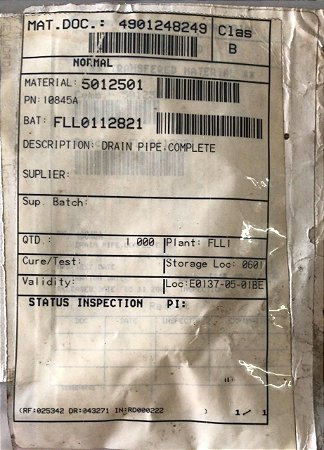 MAT.DOC.: 4901248249 Clas
B
NORMAL
MATERIAL: 5012501
PN: 10845A
BAT: FLL0112821
DESCRIPTION: DRAIN PIPE,COMPLETE
SUPLIER:
Sup. Batch:
QTD.: 1.000 Plant: FLL1
Cure/Test: Storage Loc: 0601
Validity: Loc: E0137-05-01BE
STATUS INSPECTION PI:
(RF:025342 DR:043271 IN:RD000222 ) 1/ 1